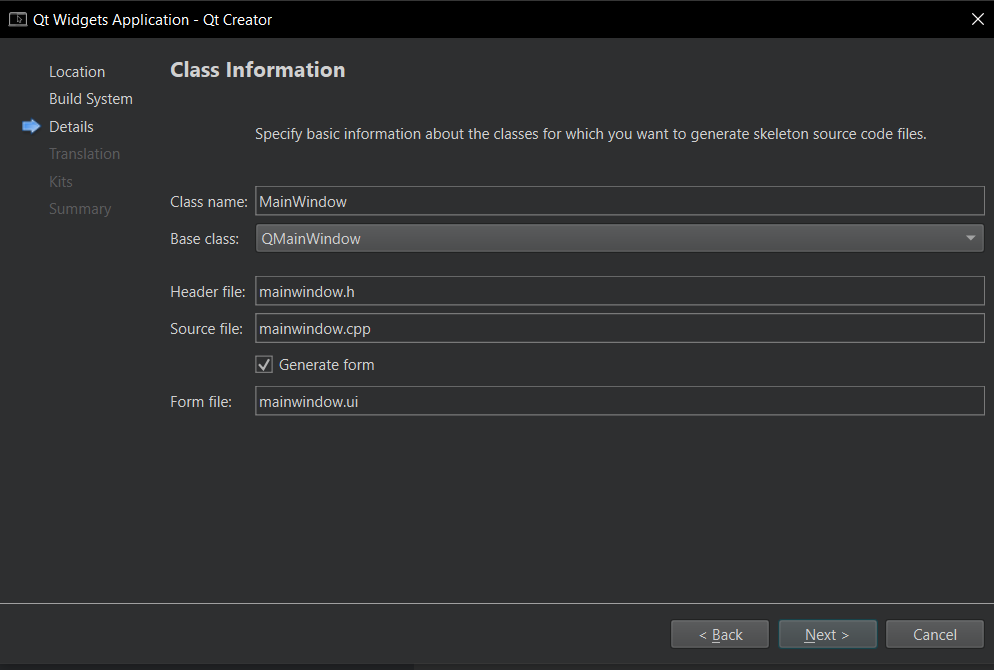 Qt Widgets Application - Qt Creator
Location
Build System
Details
Translation
Kits
Summary
Class Information
Specify basic information about the classes for which you want to generate skeleton source code files.
Class name: MainWindow
Base class: QMainWindow
Header file: mainwindow.h
Source file: mainwindow.cpp
Generate form
Form file: mainwindow.ui
< Back Next > Cancel